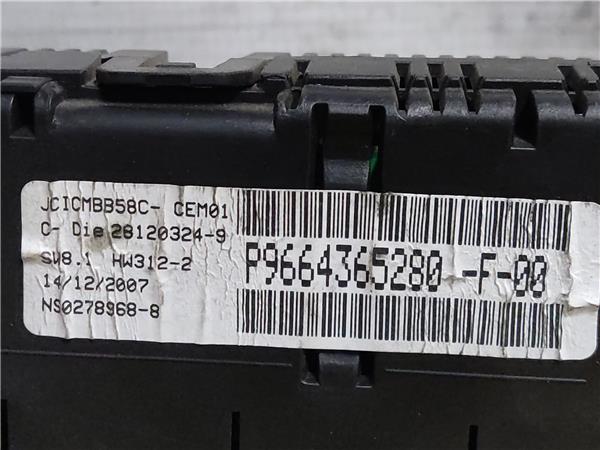 JCICMBB58C- CEM01
C- Die 28120324-9
SW8.1 HW312-2
14/12/2007
NS0278968-8
P9664365280 -F-00